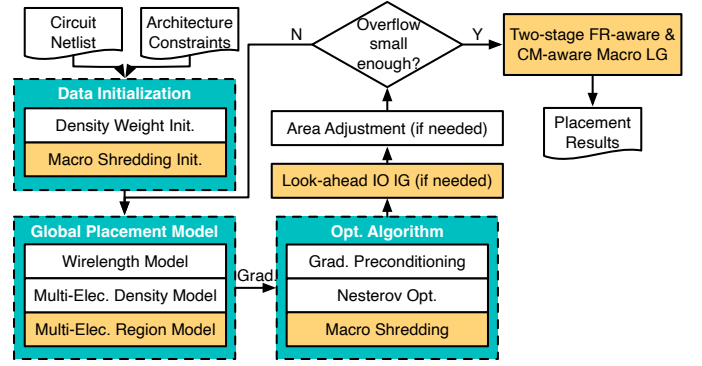 Circuit
Netlist
Architecture
Constraints
Data Initialization
Density Weight Init.
Macro Shredding Init.
Global Placement Model
Wirelength Model
Multi-Elec. Density Model
Multi-Elec. Region Model
Grad.
Opt. Algorithm
Grad. Preconditioning
Nesterov Opt.
Macro Shredding
Look-ahead IO IG (if needed)
Area Adjustment (if needed)
Overflow
small
enough?
N
Y
Two-stage FR-aware &
CM-aware Macro LG
Placement
Results